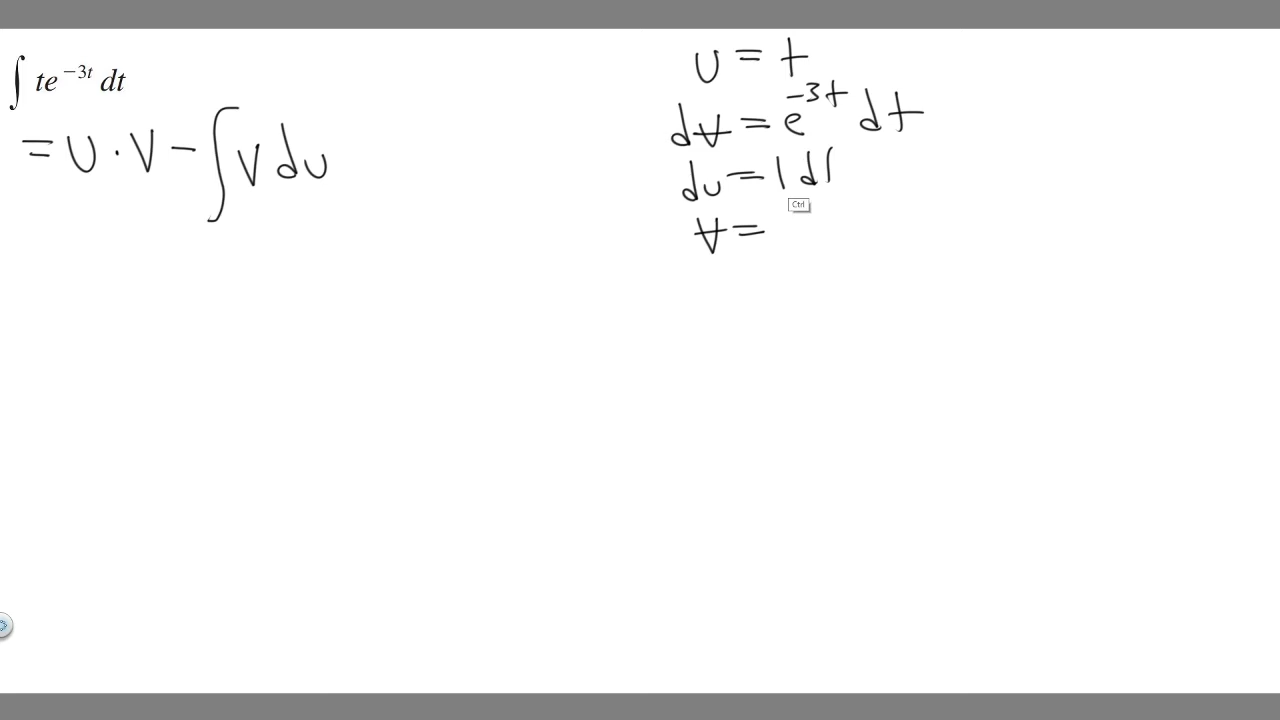 ∫ te^{-3t} dt
= u · v - ∫ v du
u = t
dv = e^{-3t} dt
du = 1 dt
Ctrl
v =